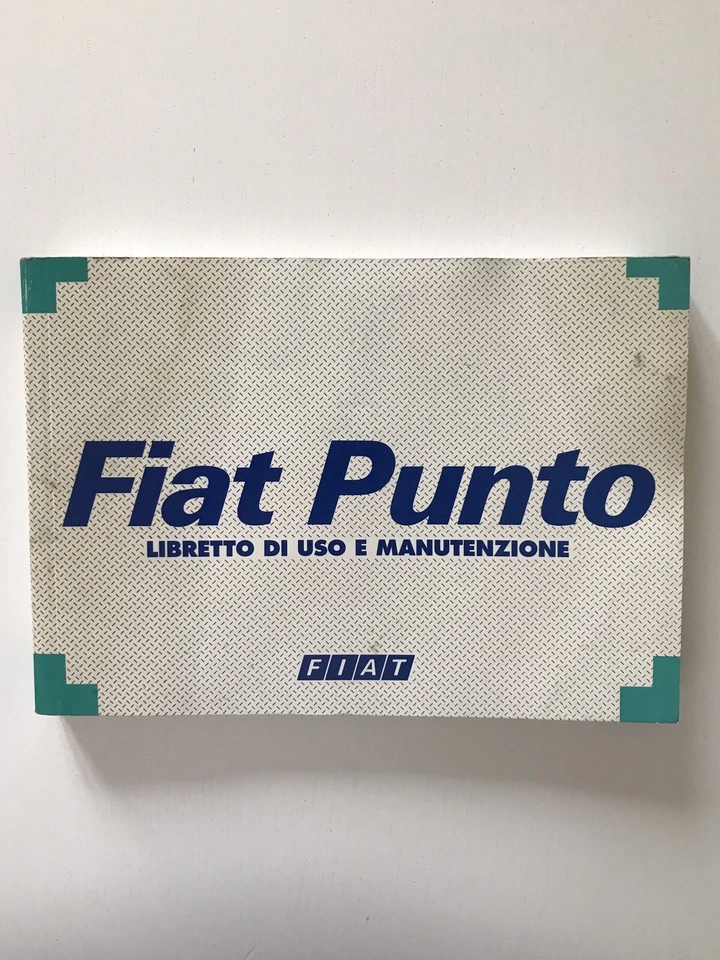 Fiat Punto
LIBRETTO DI USO E MANUTENZIONE
FIAT